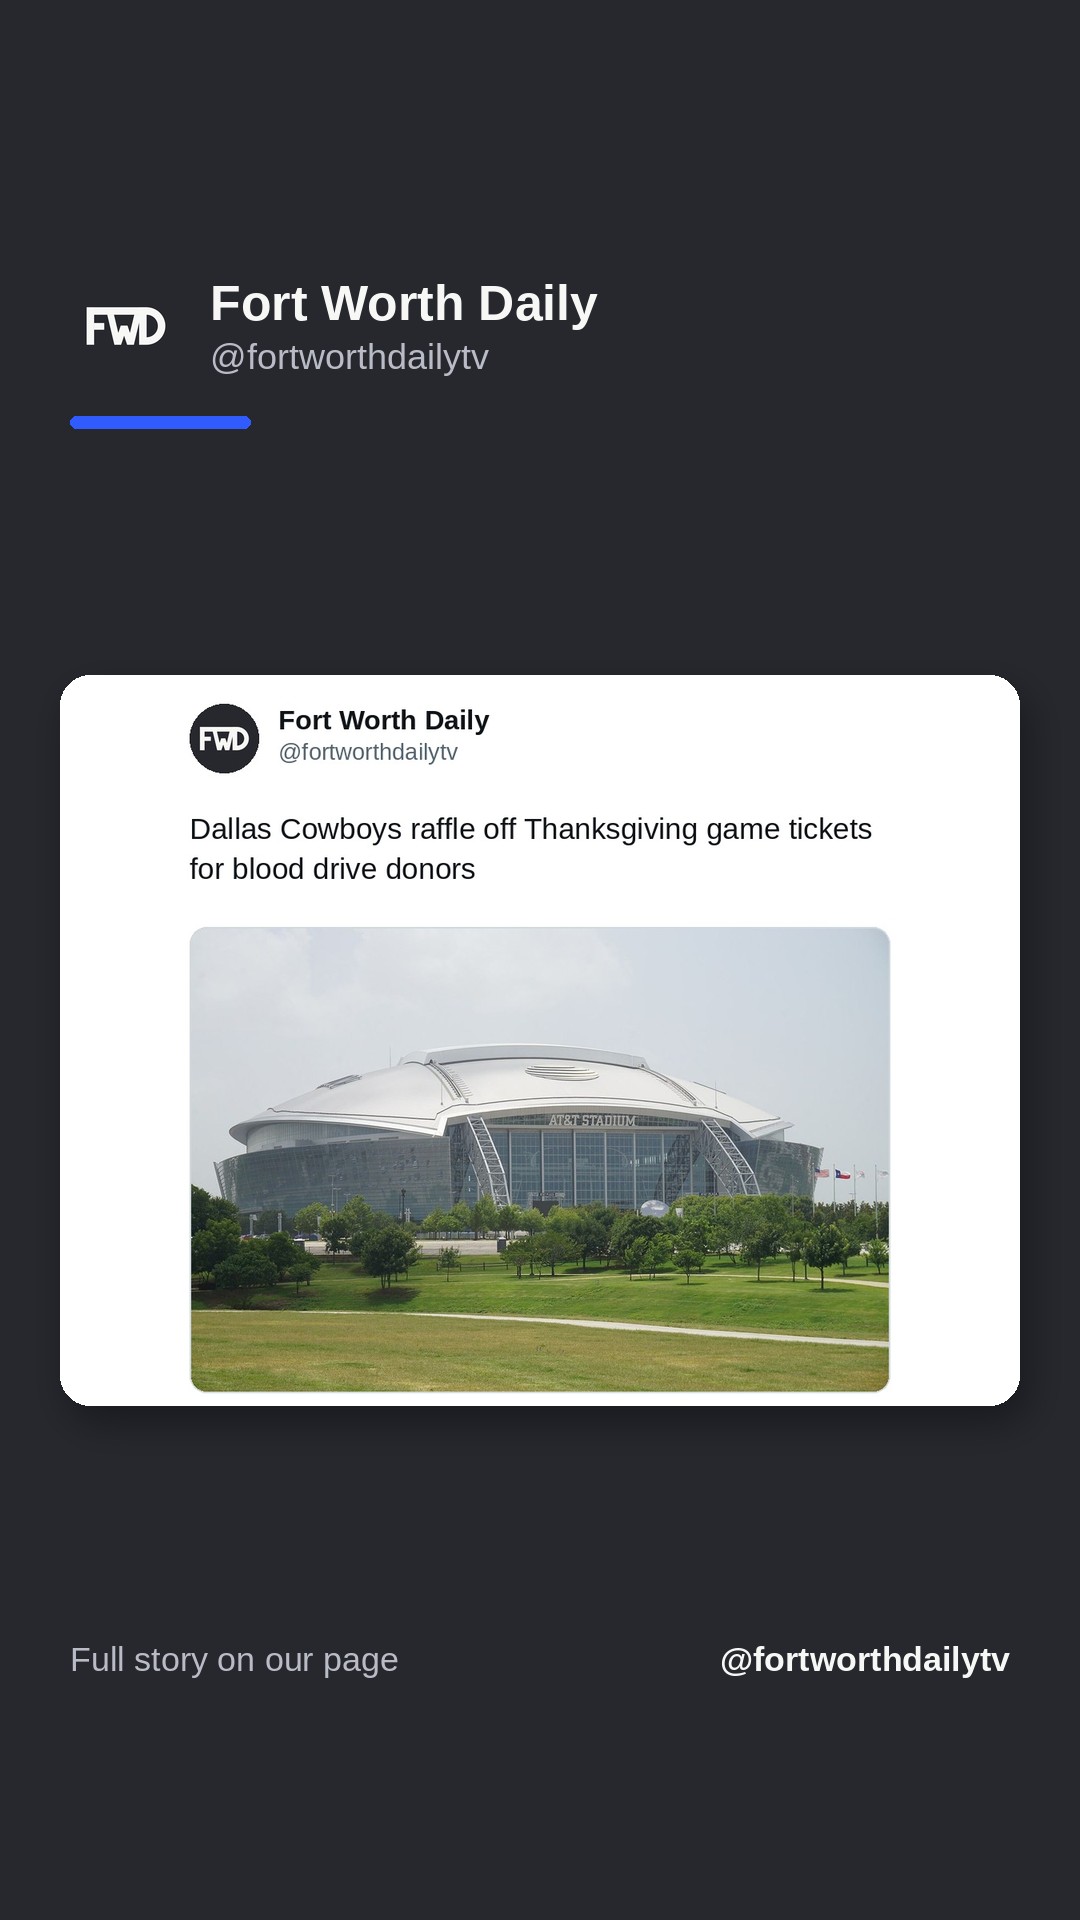 FWD
Fort Worth Daily
@fortworthdailytv
FWD
Fort Worth Daily
@fortworthdailytv
Dallas Cowboys raffle off Thanksgiving game tickets
for blood drive donors
AT&T STADIUM
Full story on our page
@fortworthdailytv